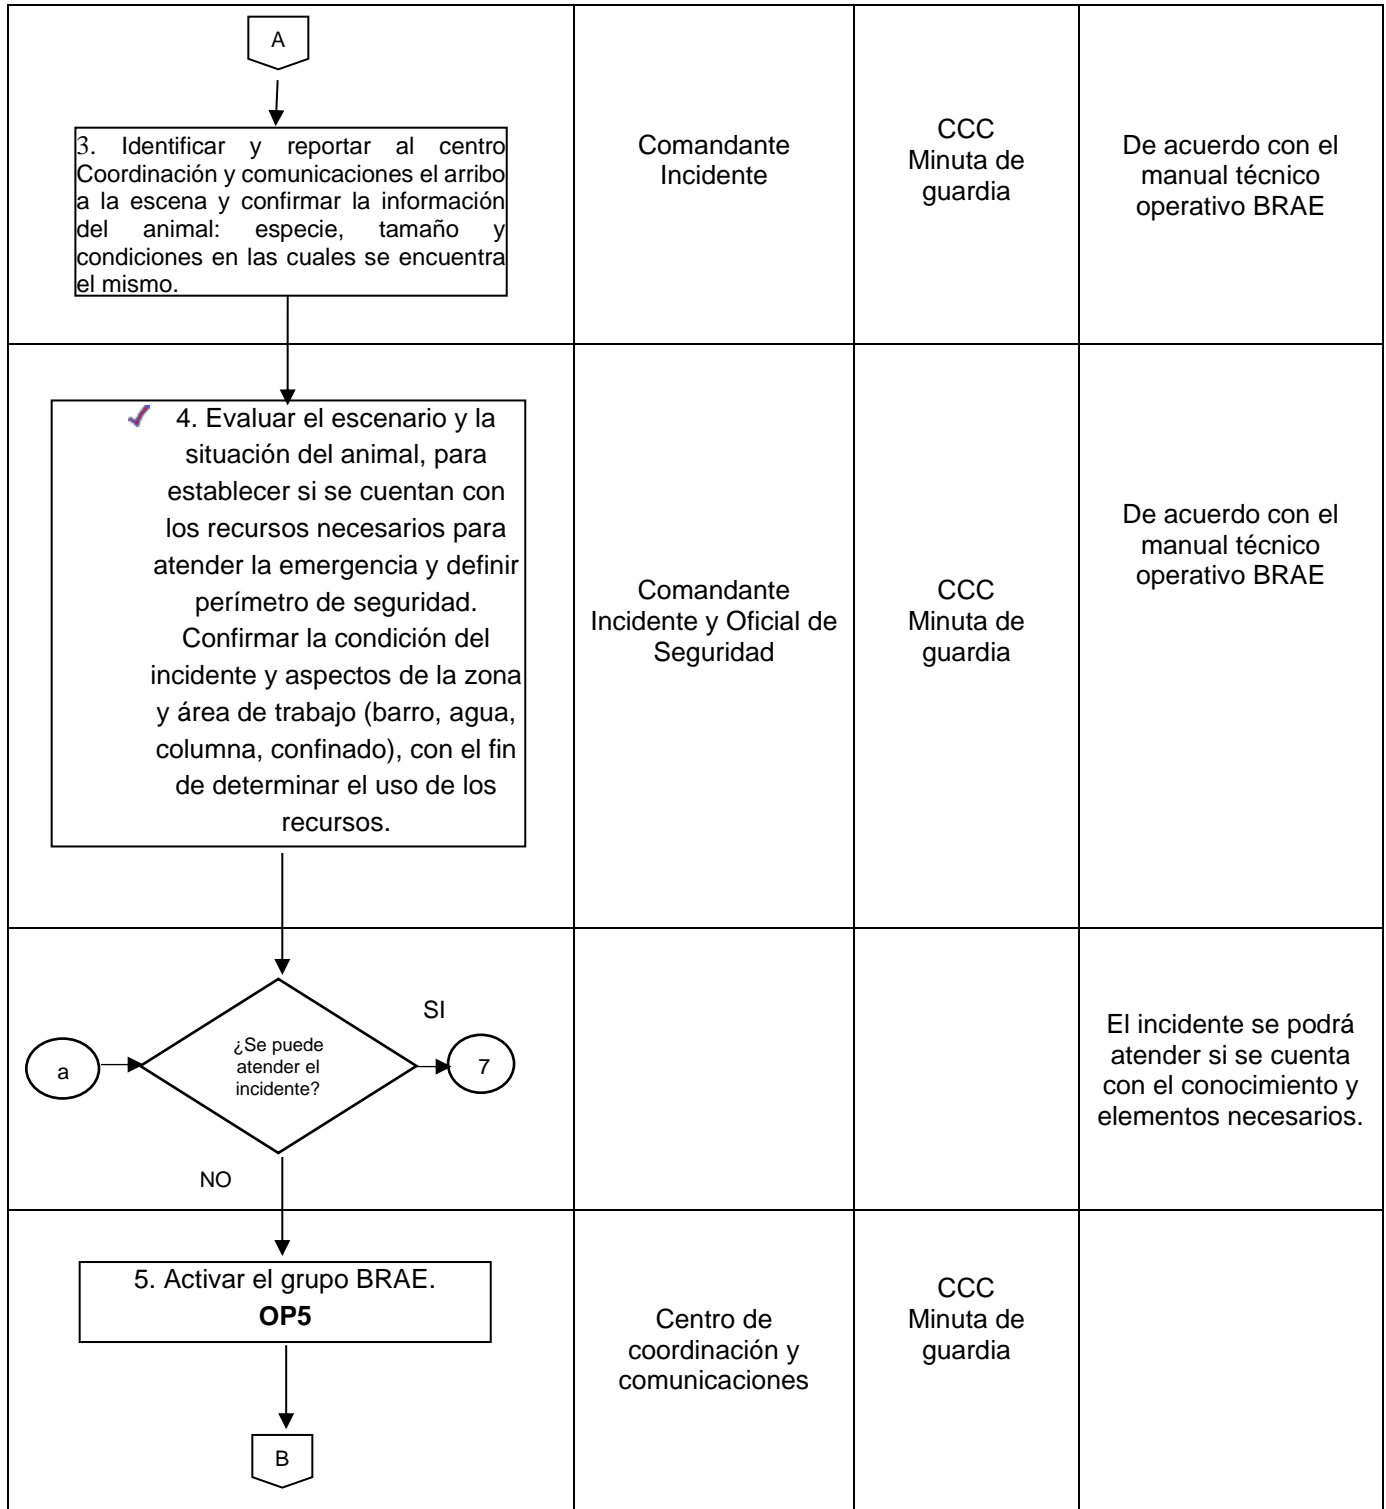 A
3. Identificar y reportar al centro
Coordinación y comunicaciones el arribo
a la escena y confirmar la información
del animal: especie, tamaño y
condiciones en las cuales se encuentra
el mismo.
Comandante
Incidente
CCC
Minuta de
guardia
De acuerdo con el
manual técnico
operativo BRAE
4. Evaluar el escenario y la
situación del animal, para
establecer si se cuentan con
los recursos necesarios para
atender la emergencia y definir
perímetro de seguridad.
Confirmar la condición del
incidente y aspectos de la zona
y área de trabajo (barro, agua,
columna, confinado), con el fin
de determinar el uso de los
recursos.
Comandante
Incidente y Oficial de
Seguridad
CCC
Minuta de
guardia
De acuerdo con el
manual técnico
operativo BRAE
a
¿Se puede
atender el
incidente?
SI
7
NO
El incidente se podrá
atender si se cuenta
con el conocimiento y
elementos necesarios.
5. Activar el grupo BRAE.
OP5
Centro de
coordinación y
comunicaciones
CCC
Minuta de
guardia
B